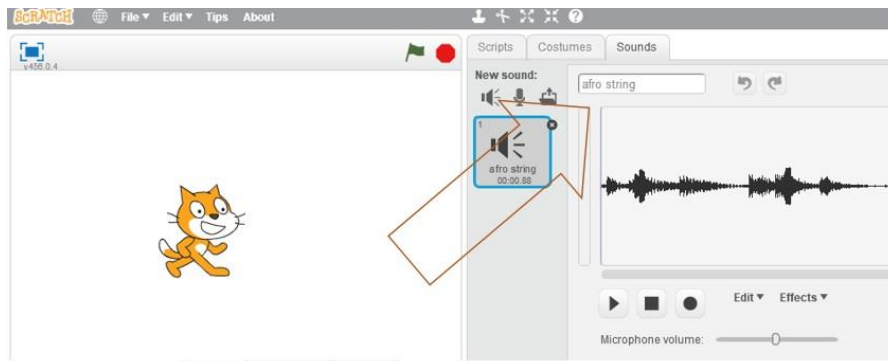 SCRATCH File Edit Tips About
v456.0.4
Scripts Costumes Sounds
New sound:
afro string
1
afro string
00:00.88
Edit Effects
Microphone volume: